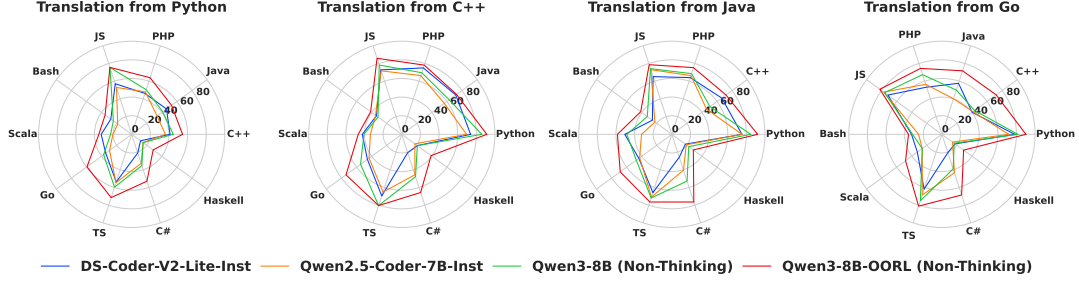 Translation from Python
JS
PHP
Bash
Java
Scala
C++
Go
Haskell
TS
C#
0
20
40
60
80
Translation from C++
JS
PHP
Bash
Java
Scala
Python
Go
Haskell
TS
C#
0
20
40
60
80
Translation from Java
JS
PHP
Bash
C++
Scala
Python
Go
Haskell
TS
C#
0
20
40
60
80
Translation from Go
PHP
Java
JS
C++
Bash
Python
Scala
Haskell
TS
C#
0
20
40
60
80
DS-Coder-V2-Lite-Inst
Qwen2.5-Coder-7B-Inst
Qwen3-8B (Non-Thinking)
Qwen3-8B-OORL (Non-Thinking)